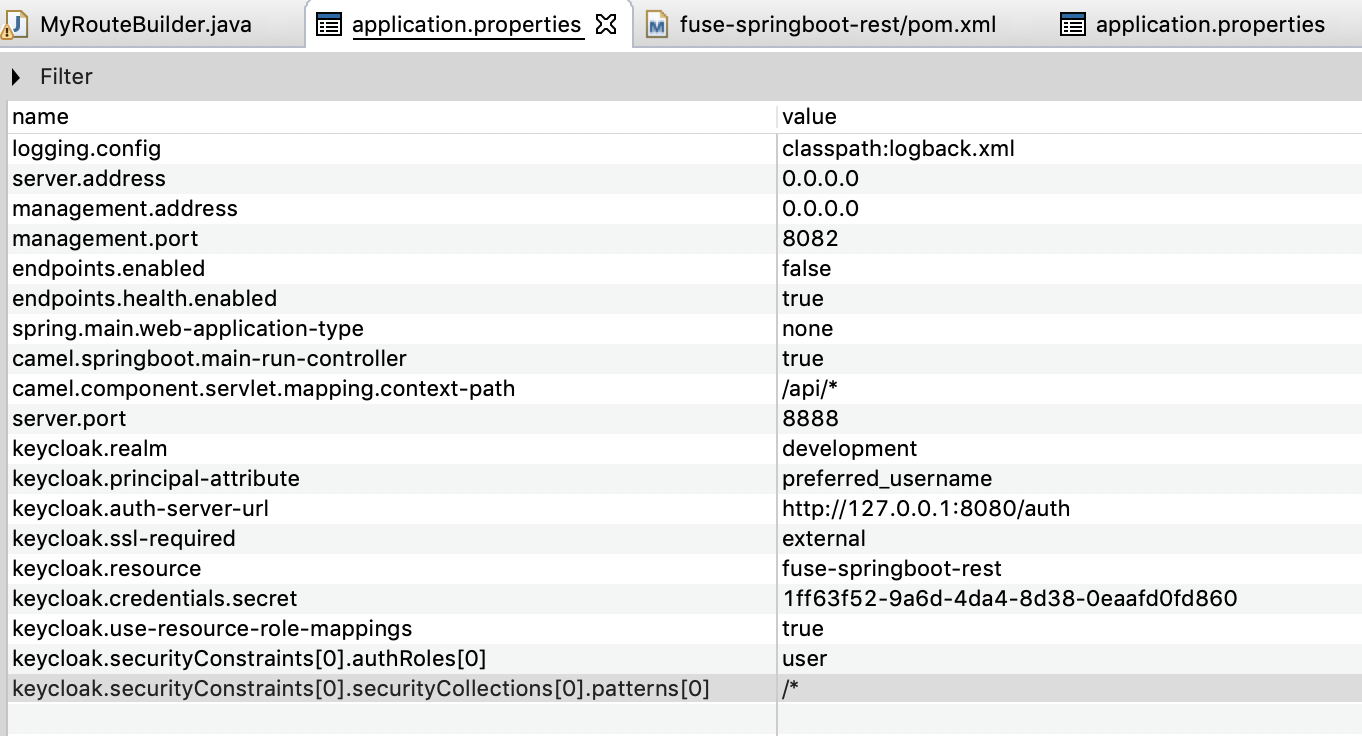 MyRouteBuilder.java application.properties fuse-springboot-rest/pom.xml application.properties
Filter
name value
logging.config classpath:logback.xml
server.address 0.0.0.0
management.address 0.0.0.0
management.port 8082
endpoints.enabled false
endpoints.health.enabled true
spring.main.web-application-type none
camel.springboot.main-run-controller true
camel.component.servlet.mapping.context-path /api/*
server.port 8888
keycloak.realm development
keycloak.principal-attribute preferred_username
keycloak.auth-server-url http://127.0.0.1:8080/auth
keycloak.ssl-required external
keycloak.resource fuse-springboot-rest
keycloak.credentials.secret 1ff63f52-9a6d-4da4-8d38-0eaafd0fd860
keycloak.use-resource-role-mappings true
keycloak.securityConstraints[0].authRoles[0] user
keycloak.securityConstraints[0].securityCollections[0].patterns[0] /*